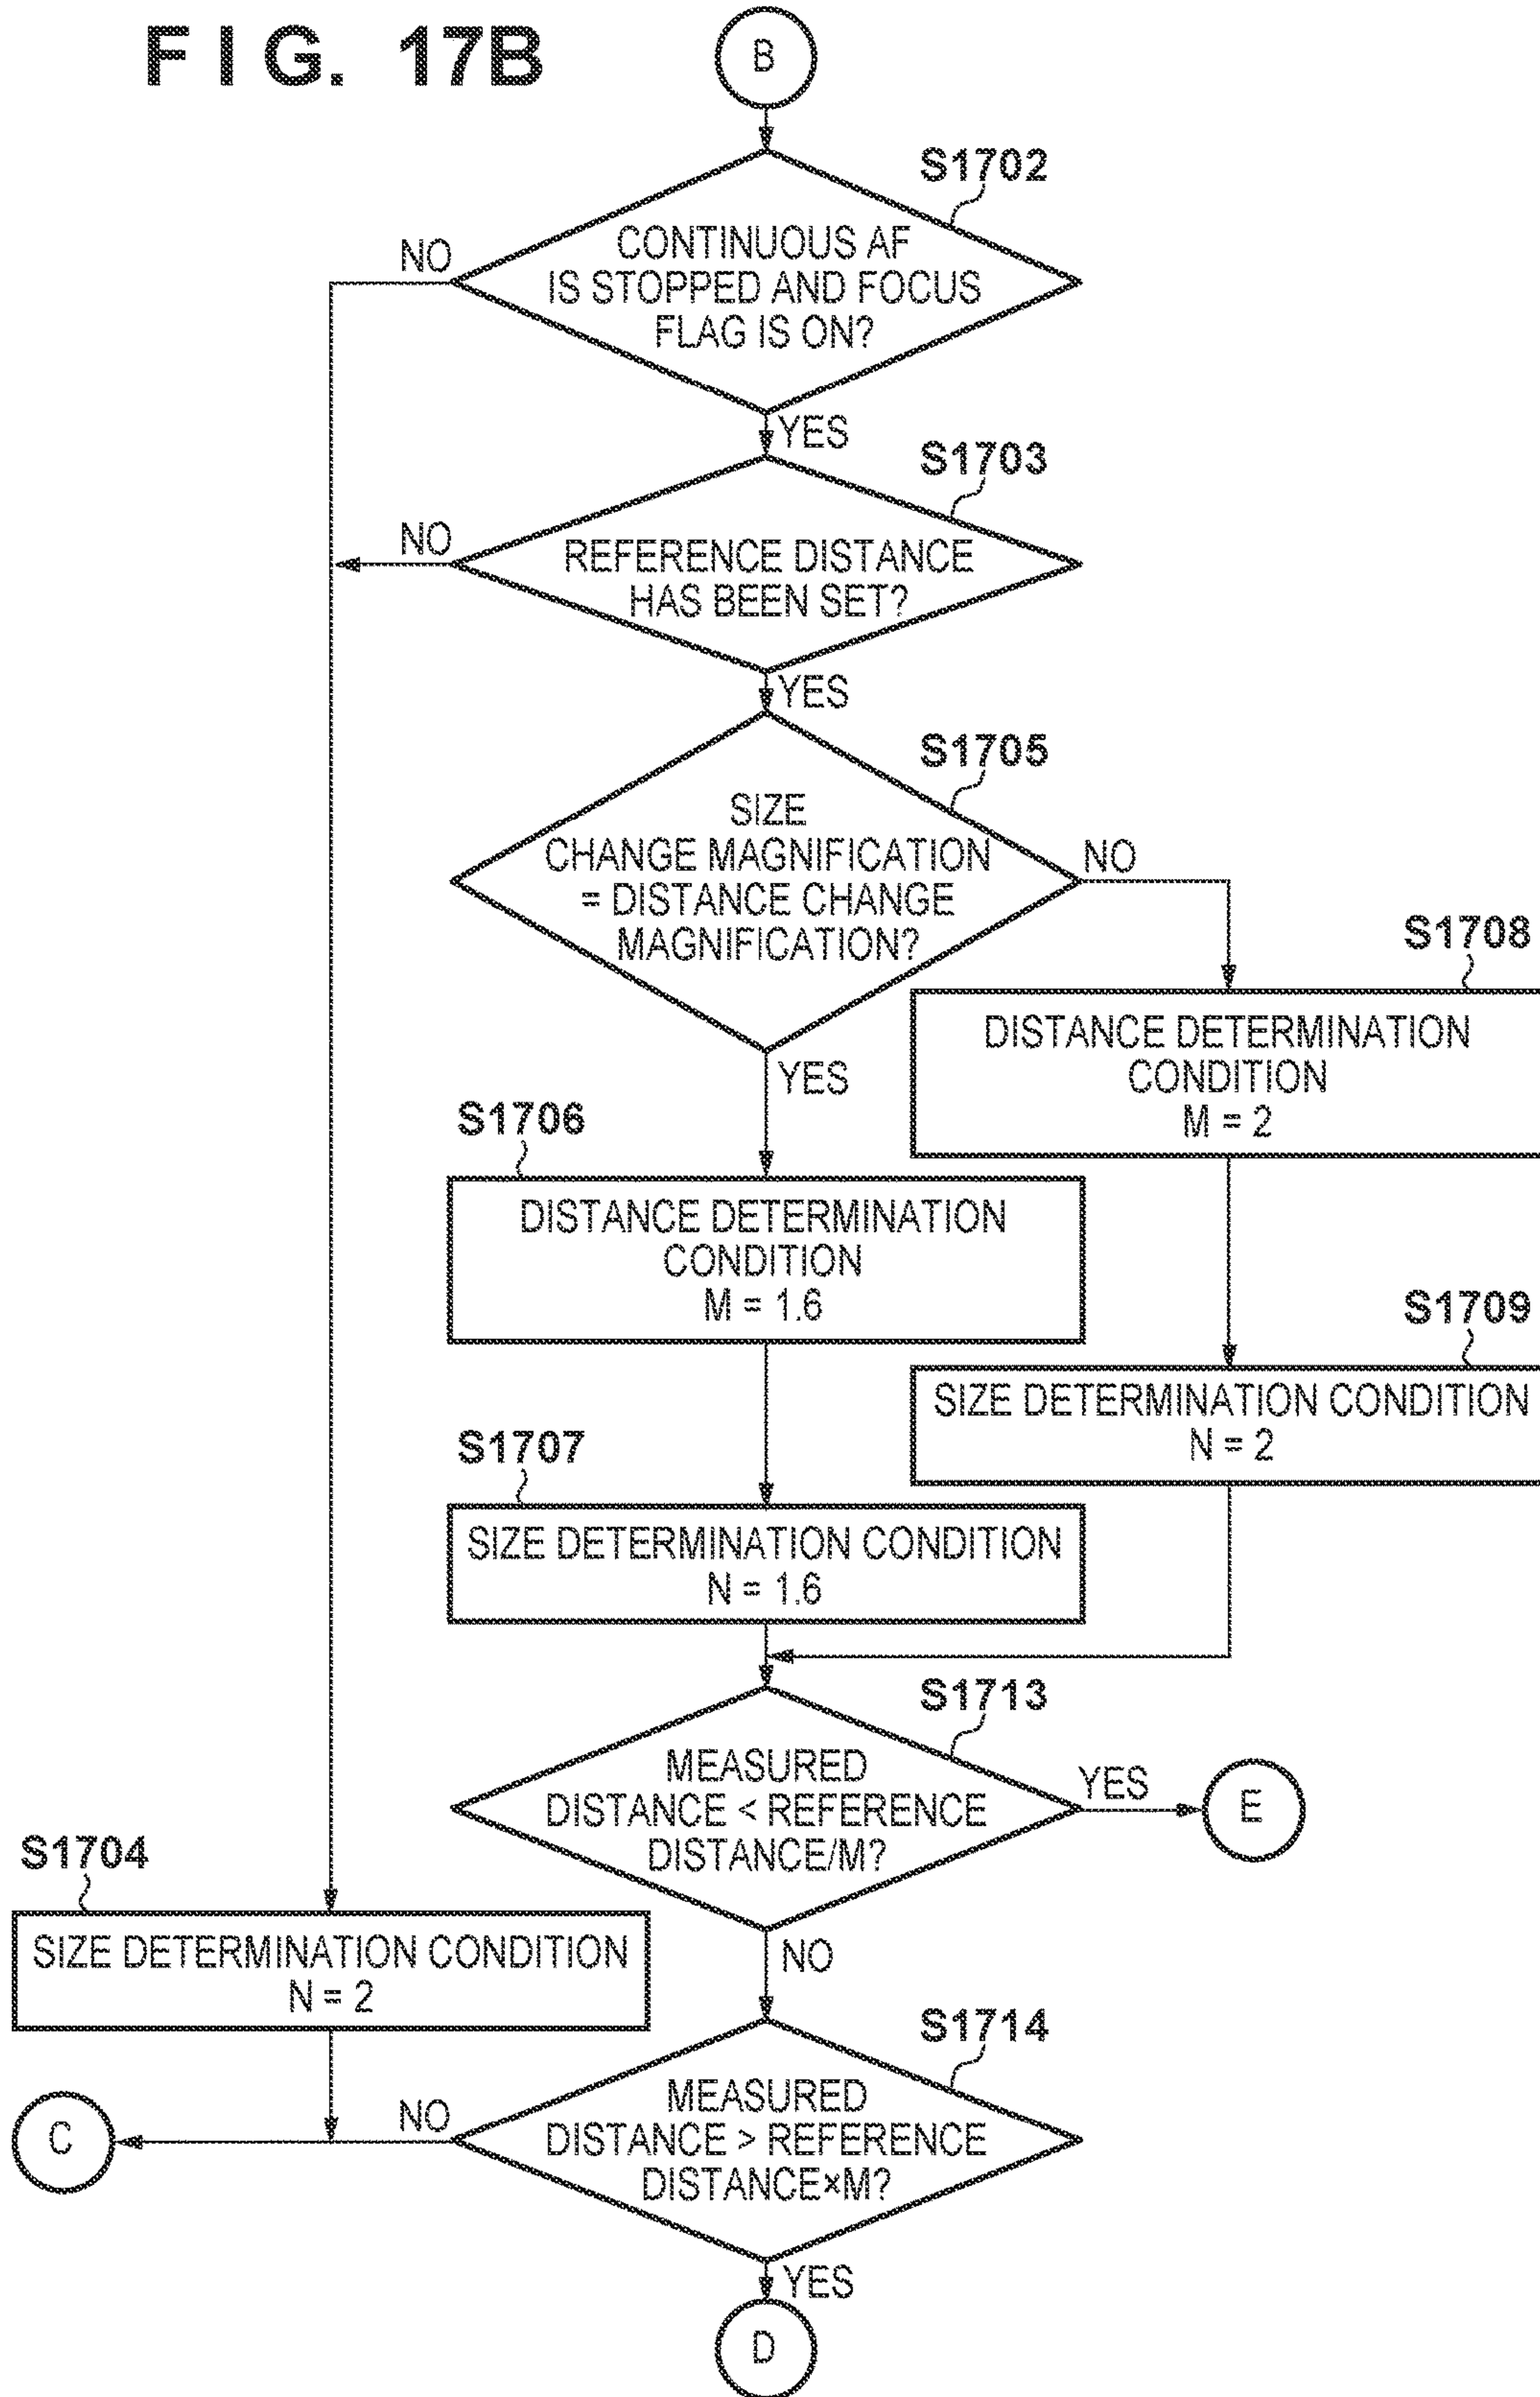 FIG. 17B
B
S1702
CONTINUOUS AF
IS STOPPED AND FOCUS
FLAG IS ON?
NO
YES
S1703
REFERENCE DISTANCE
HAS BEEN SET?
NO
YES
S1705
SIZE
CHANGE MAGNIFICATION
= DISTANCE CHANGE
MAGNIFICATION?
NO
YES
S1708
DISTANCE DETERMINATION
CONDITION
M = 2
S1706
DISTANCE DETERMINATION
CONDITION
M = 1.6
S1709
SIZE DETERMINATION CONDITION
N = 2
S1707
SIZE DETERMINATION CONDITION
N = 1.6
S1713
MEASURED
DISTANCE < REFERENCE
DISTANCE/M?
YES
E
NO
S1704
SIZE DETERMINATION CONDITION
N = 2
S1714
MEASURED
DISTANCE > REFERENCE
DISTANCE×M?
NO
C
YES
D